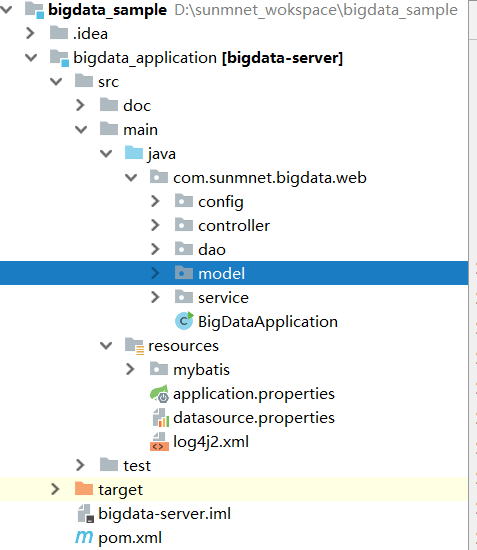 bigdata_sample D:\sunmnet_wokspace\bigdata_sample
.idea
bigdata_application [bigdata-server]
src
doc
main
java
com.sunmnet.bigdata.web
config
controller
dao
model
service
BigDataApplication
resources
mybatis
application.properties
datasource.properties
log4j2.xml
test
target
bigdata-server.iml
pom.xml